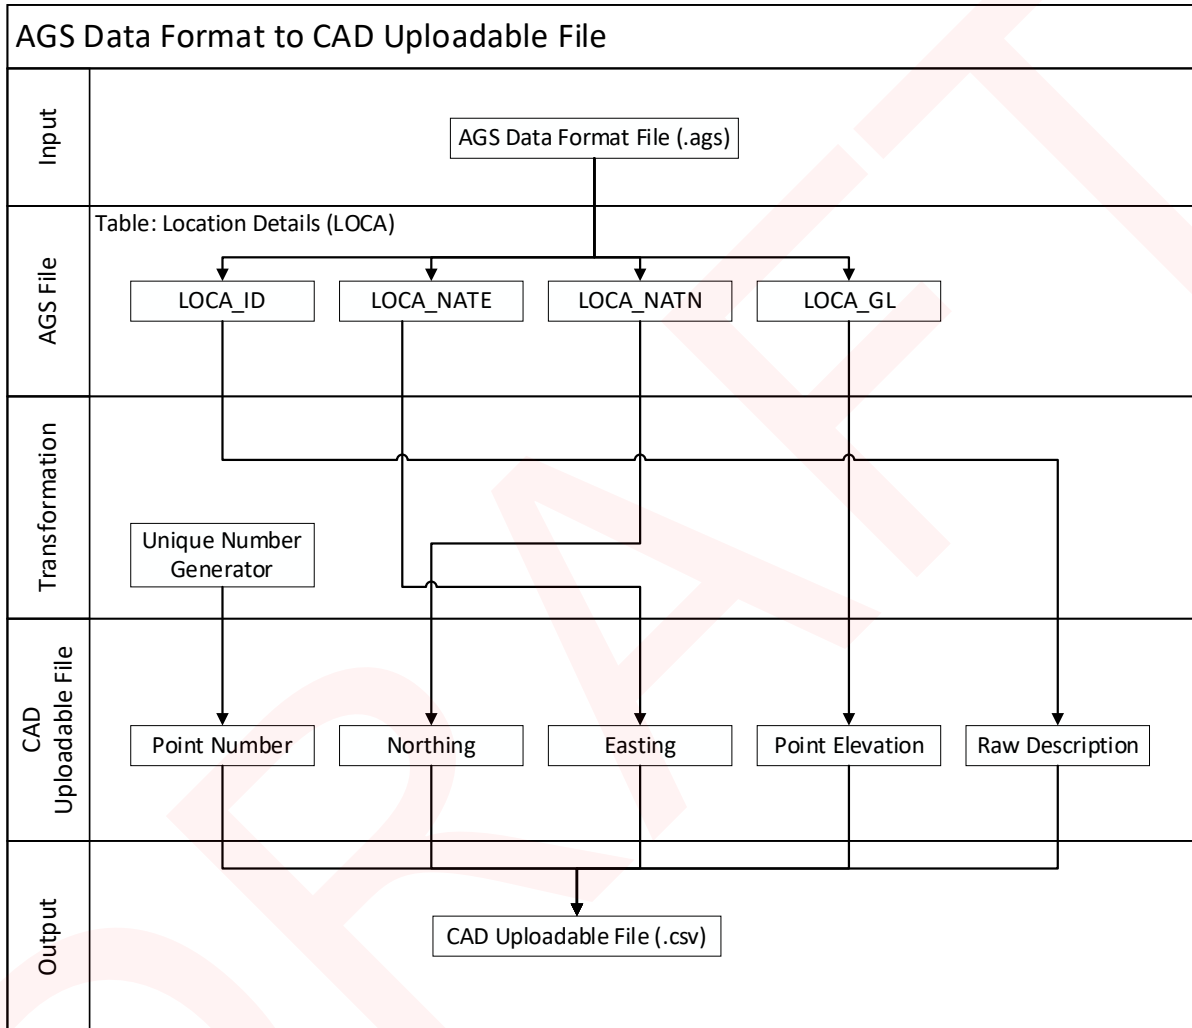 AGS Data Format to CAD Uploadable File
Input
AGS Data Format File (.ags)
AGS File
Table: Location Details (LOCA)
LOCA_ID
LOCA_NATE
LOCA_NATN
LOCA_GL
Transformation
Unique Number
Generator
CAD
Uploadable File
Point Number
Northing
Easting
Point Elevation
Raw Description
Output
CAD Uploadable File (.csv)
DRAFT